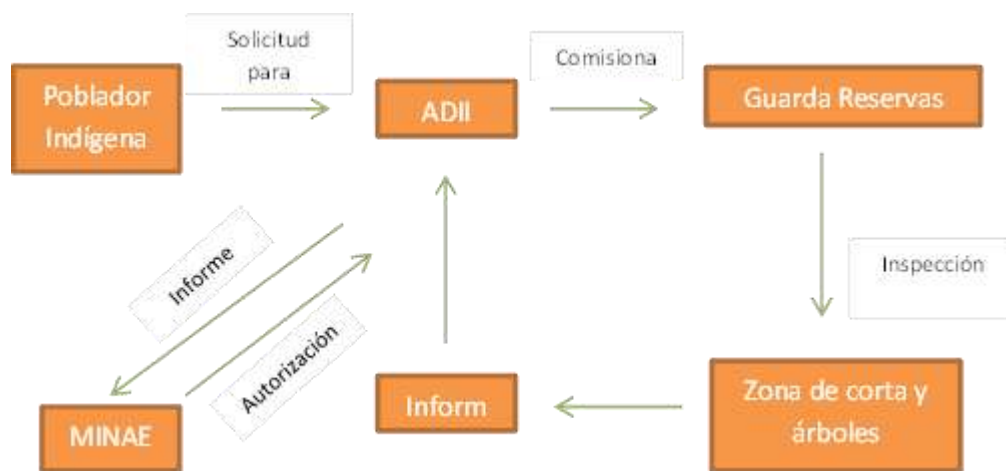 Solicitud
para
Comisiona
Poblador
Indígena
ADII
Guarda Reservas
Informe
Autorización
Inspección
MINAE
Inform
Zona de corta y
árboles